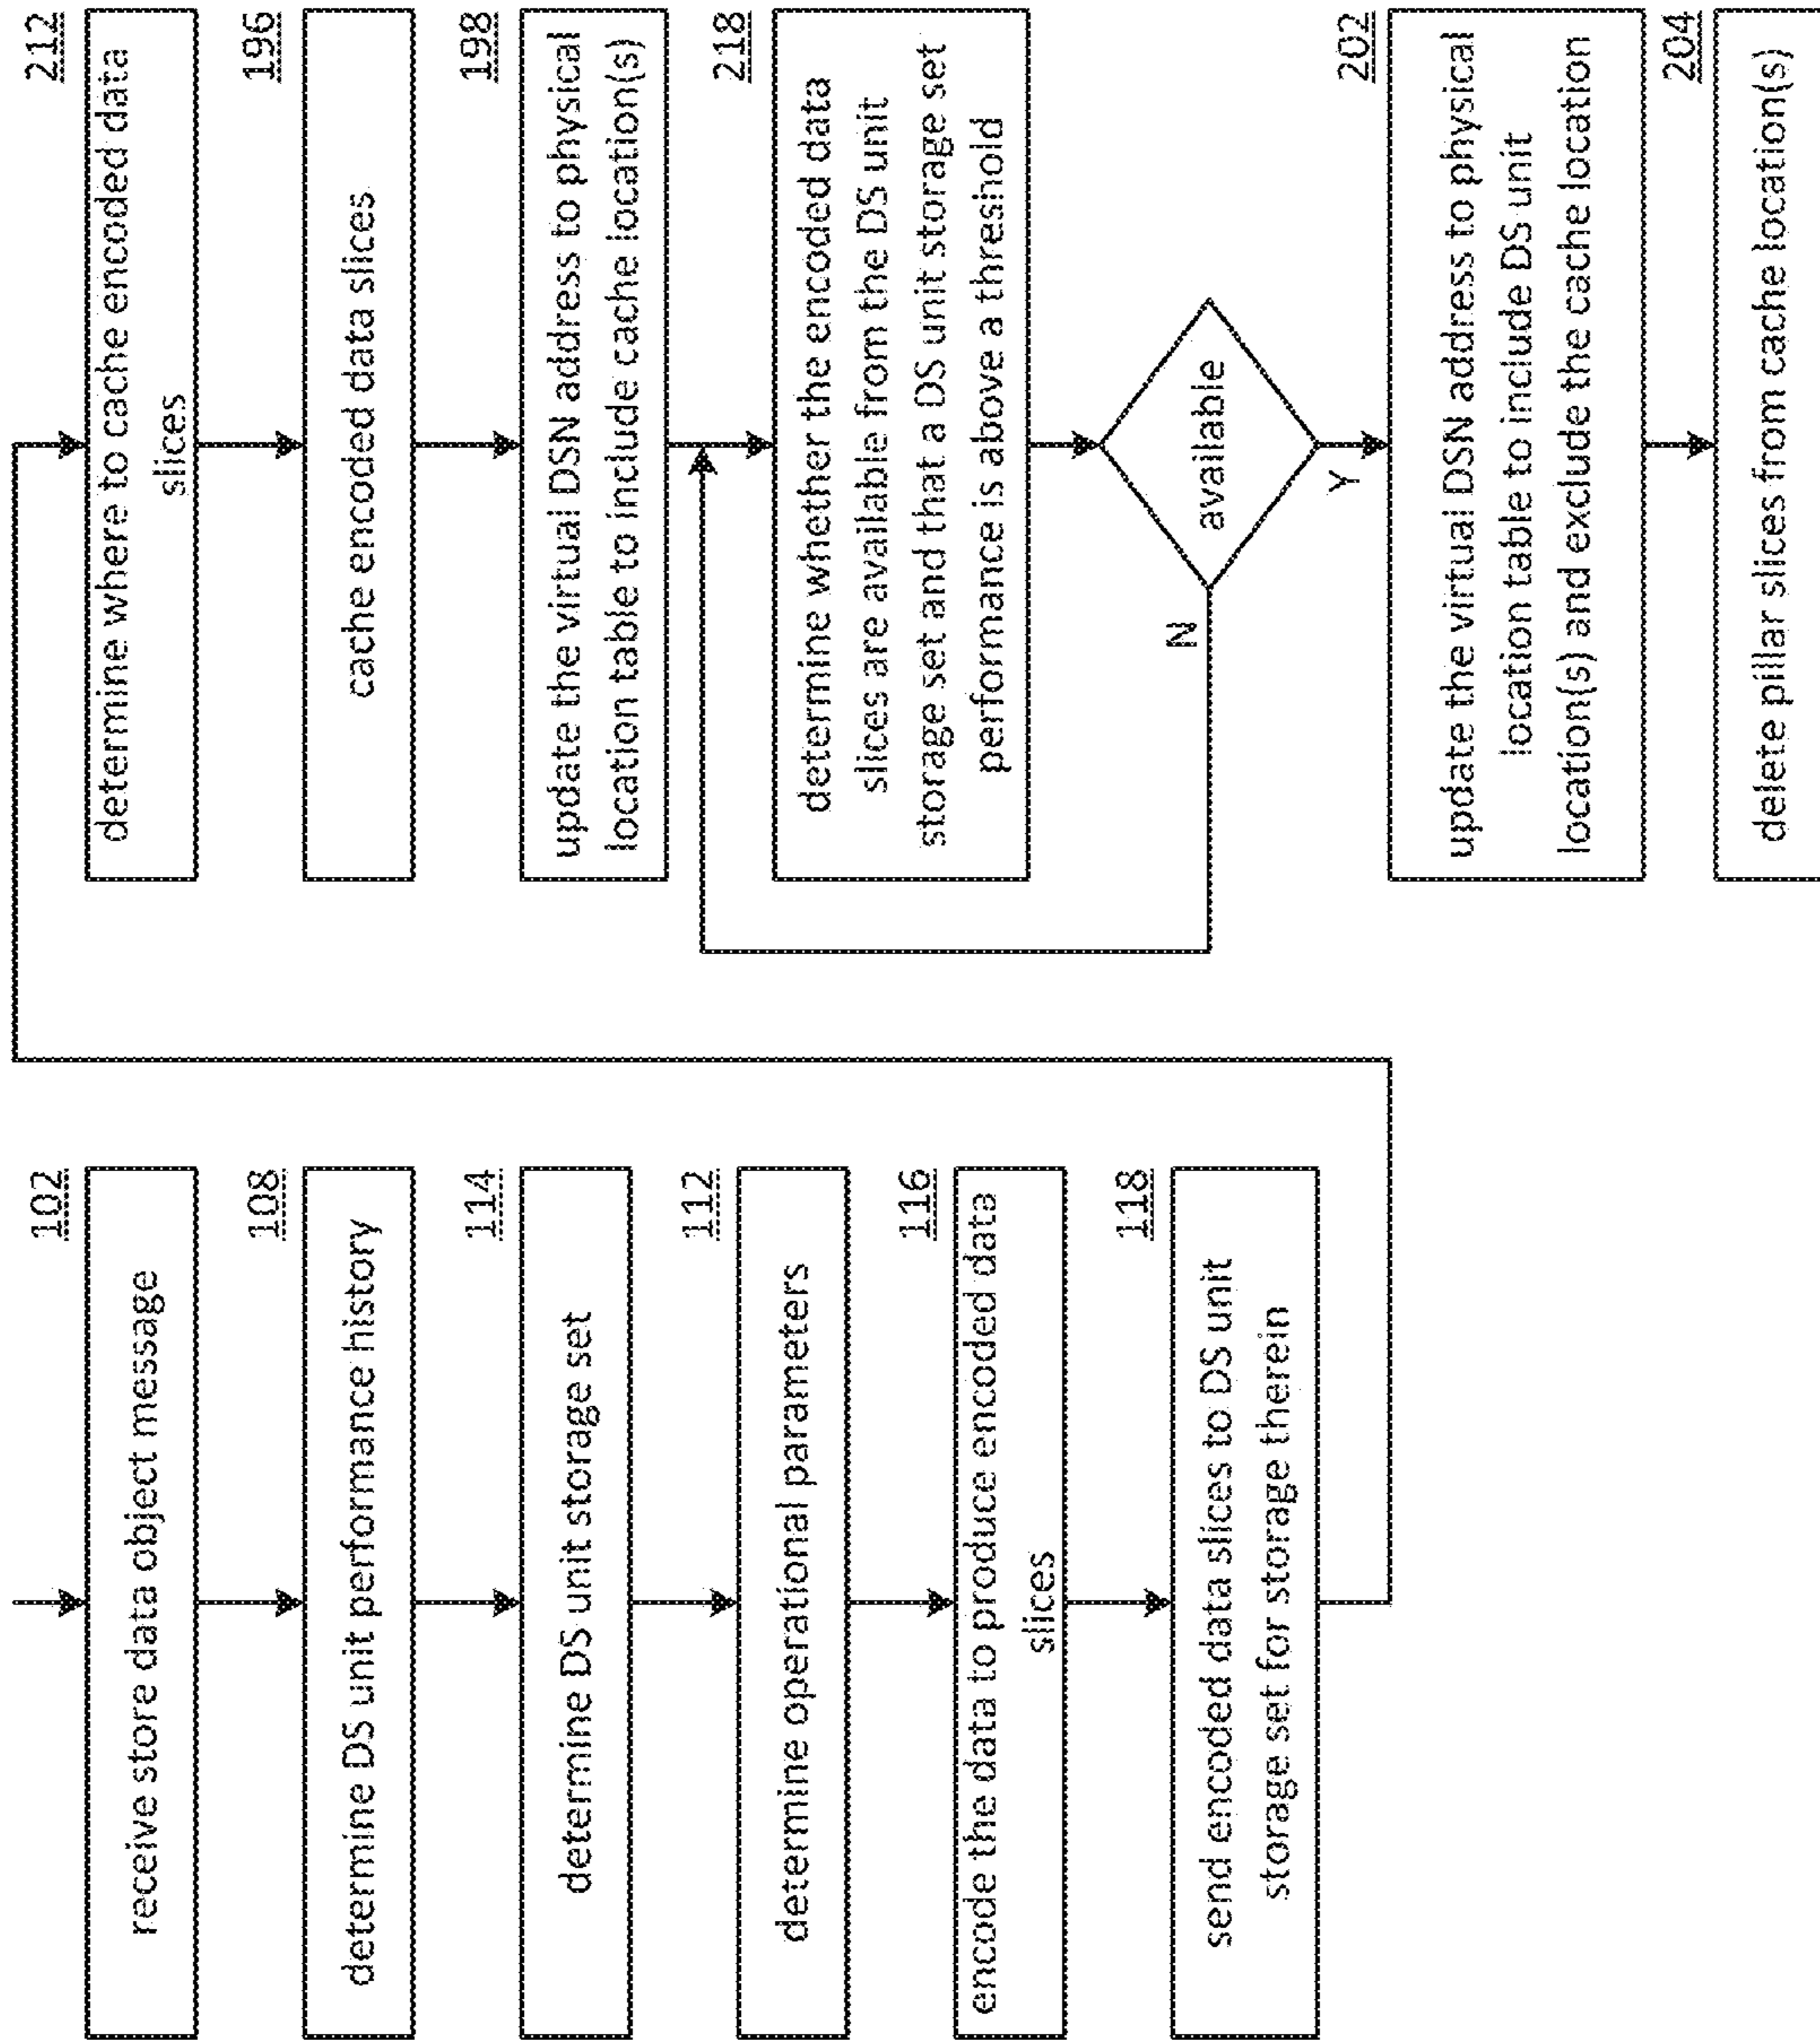 102
receive store data object message
108
determine DS unit performance history
114
determine DS unit storage set
112
determine operational parameters
116
encode the data to produce encoded data
slices
118
send encoded data slices to DS unit
storage set for storage therein
212
determine where to cache encoded data
slices
196
cache encoded data slices
198
update the virtual DSN address to physical
location table to include cache location(s)
218
determine whether the encoded data
slices are available from the DS unit
storage set and that a DS unit storage set
performance is above a threshold
available
N
Y
202
update the virtual DSN address to physical
location table to include DS unit
location(s) and exclude the cache location
204
delete pillar slices from cache location(s)